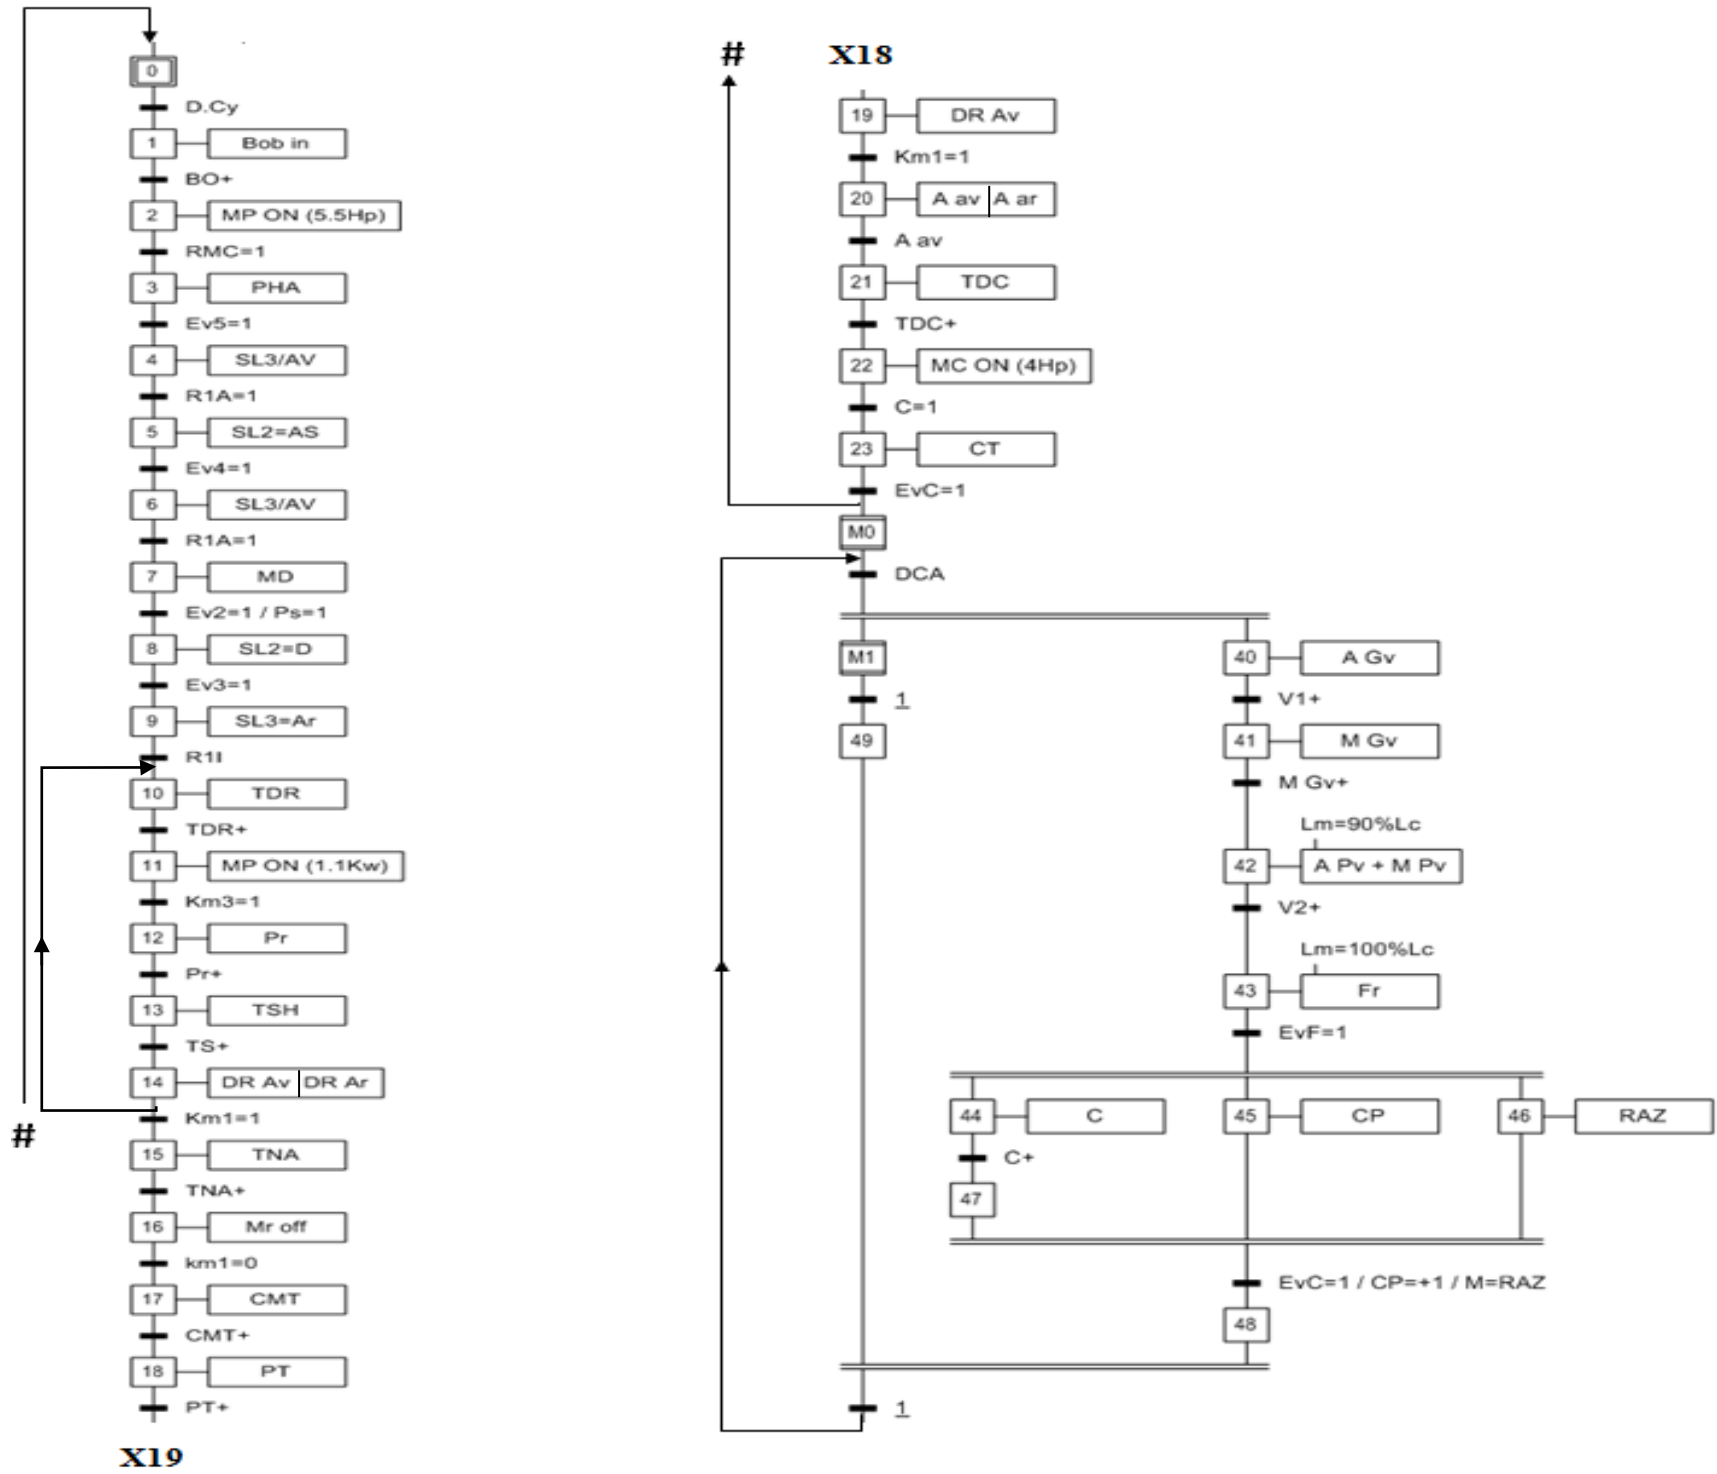 0
D.Cy
1 Bob in
BO+
2 MP ON (5.5Hp)
RMC=1
3 PHA
Ev5=1
4 SL3/AV
R1A=1
5 SL2=AS
Ev4=1
6 SL3/AV
R1A=1
7 MD
Ev2=1 / Ps=1
8 SL2=D
Ev3=1
9 SL3=Ar
R1I
10 TDR
TDR+
11 MP ON (1.1Kw)
Km3=1
12 Pr
Pr+
13 TSH
TS+
14 DR Av DR Ar
#
Km1=1
15 TNA
TNA+
16 Mr off
km1=0
17 CMT
CMT+
18 PT
PT+
X19
# X18
19 DR Av
Km1=1
20 A av A ar
A av
21 TDC
TDC+
22 MC ON (4Hp)
C=1
23 CT
EvC=1
M0
DCA
M1
1
49
40 A Gv
V1+
41 M Gv
M Gv+
Lm=90%Lc
42 A Pv + M Pv
V2+
Lm=100%Lc
43 Fr
EvF=1
44 C
C+
47
45 CP
46 RAZ
EvC=1 / CP=+1 / M=RAZ
48
1